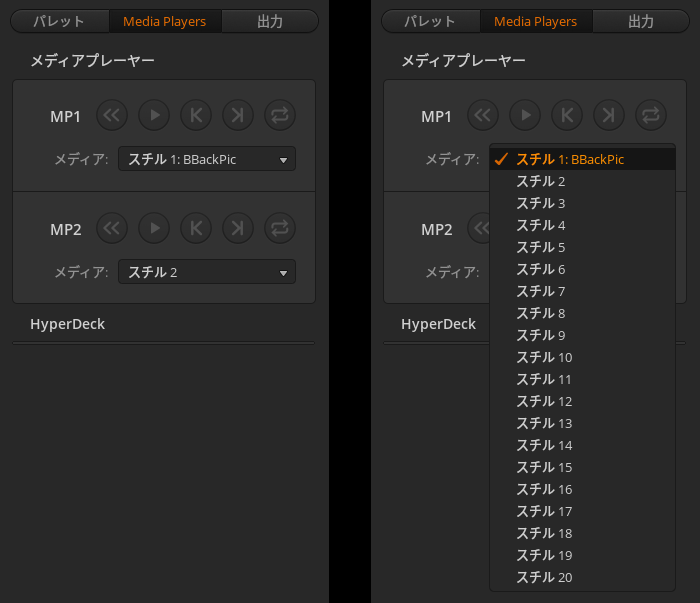 パレット Media Players 出力
メディアプレーヤー
MP1
メディア: スチル 1: BBackPic
MP2
メディア: スチル 2
HyperDeck
パレット Media Players 出力
メディアプレーヤー
MP1
メディア:
スチル 1: BBackPic
スチル 2
スチル 3
スチル 4
スチル 5
MP2
スチル 6
メディア:
スチル 7
スチル 8
HyperDeck
スチル 9
スチル 10
スチル 11
スチル 12
スチル 13
スチル 14
スチル 15
スチル 16
スチル 17
スチル 18
スチル 19
スチル 20